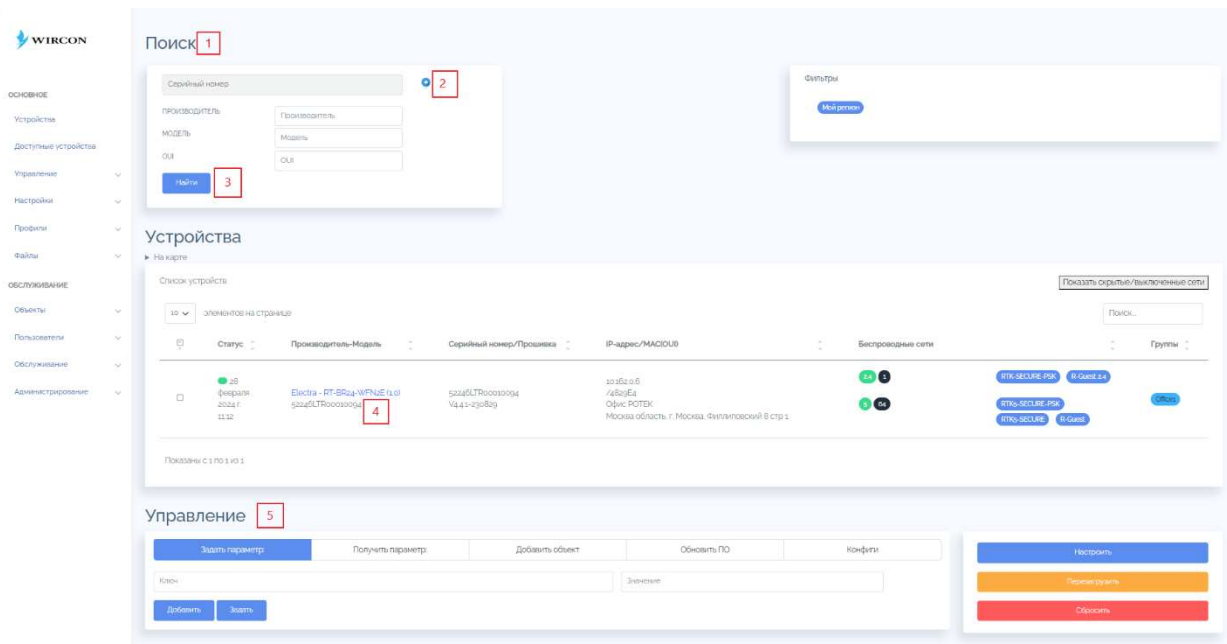 WIRCON
ОСНОВНОЕ
Устройства
Доступные устройства
Управление
Настройки
Профили
Файлы
ОБСЛУЖИВАНИЕ
Объекты
Пользователи
Обслуживание
Администрирование
Поиск 1
Серийный номер 2
ПРОИЗВОДИТЕЛЬ Производитель
МОДЕЛЬ Модель
OUI OUI
Найти 3
Фильтры
Мой регион
Устройства
На карте
Список устройств
Показать скрытые/выключенные сети
10 элементов на странице
Поиск...
Статус Производитель-Модель Серийный номер/Прошивка IP-адрес/MAC(OUI) Беспроводные сети Группы
28 февраля 2024 г. 11:12
Electra - RT-BR24-WFN2E (1.0)
52246LTR00010094 4
52246LTR00010094
V4.4.1-230829
10.162.0.6
/4829E4
Офис РОТЕК
Москва область, г. Москва, Филлиповский 8 стр 1
2.4 1 RTK-SECURE-PSK R-Guest 2.4
5 64 RTK5-SECURE-PSK
RTK5-SECURE R-Guest
Offices
Показаны с 1 по 1 из 1
Управление 5
Задать параметр: Получить параметр: Добавить объект Обновить ПО Конфиги
Ключ Значение
Добавить Задать
Настроить
Перезагрузить
Сбросить